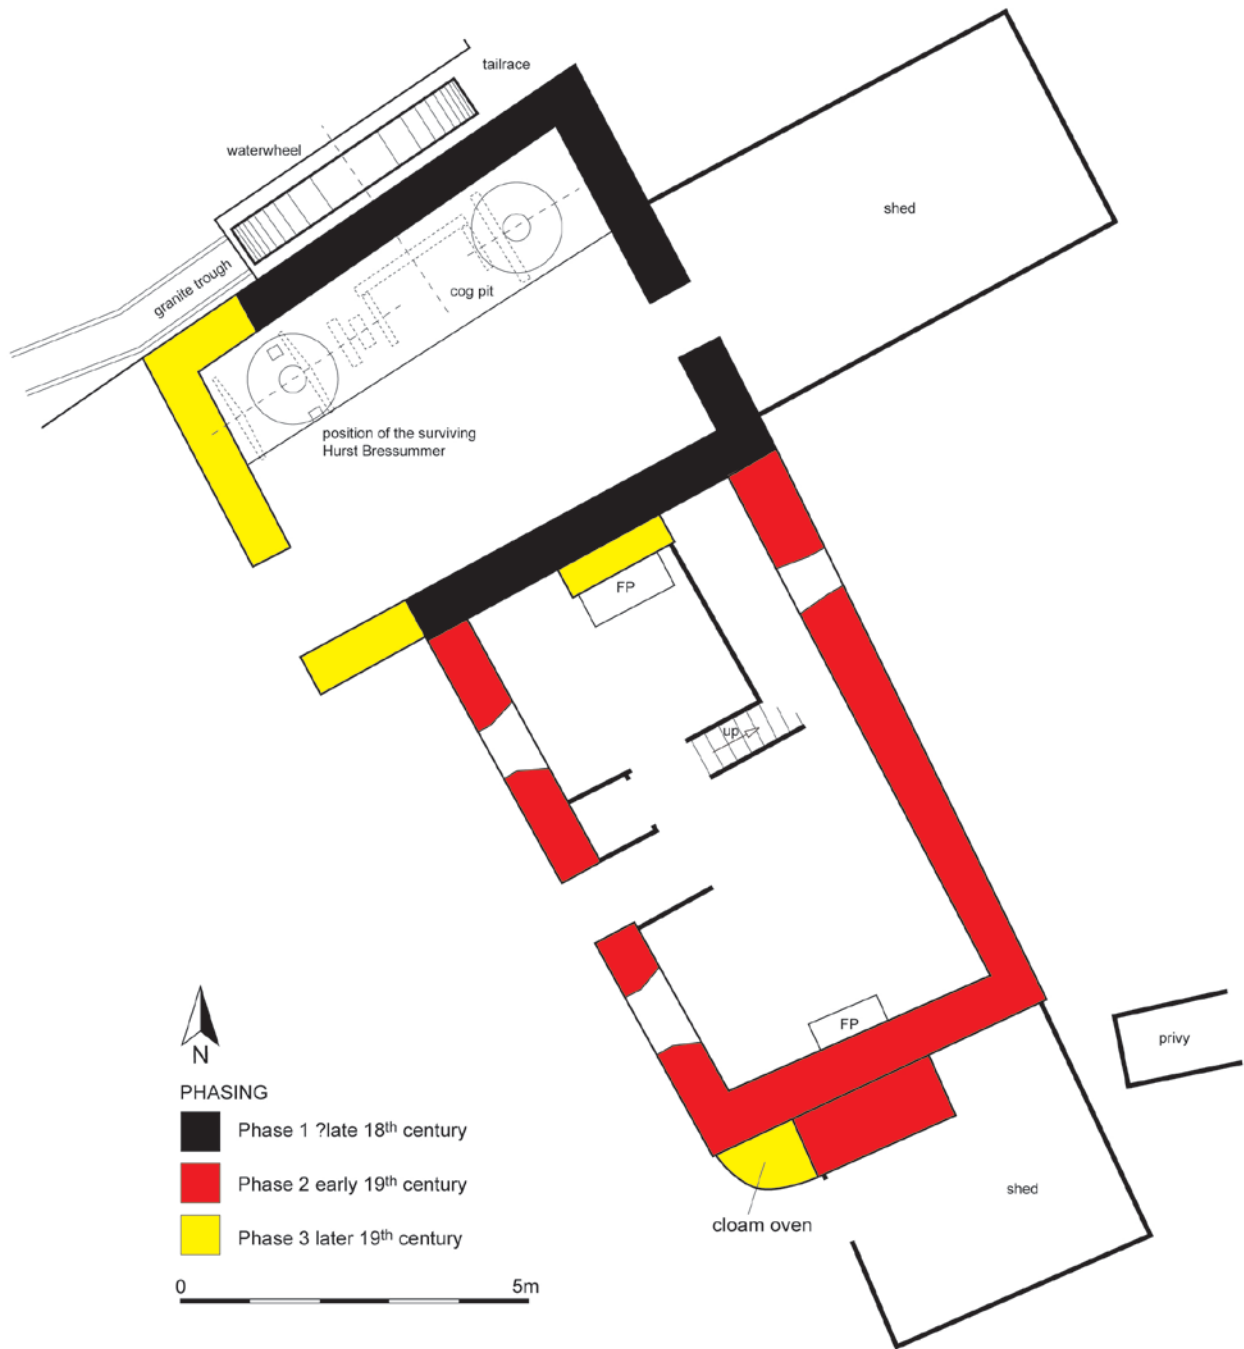 tailrace
waterwheel
shed
granite trough
cog pit
position of the surviving
Hurst Bressummer
FP
up
FP
privy
N
PHASING
Phase 1 ?late 18th century
Phase 2 early 19th century
Phase 3 later 19th century
shed
cloam oven
0 5m